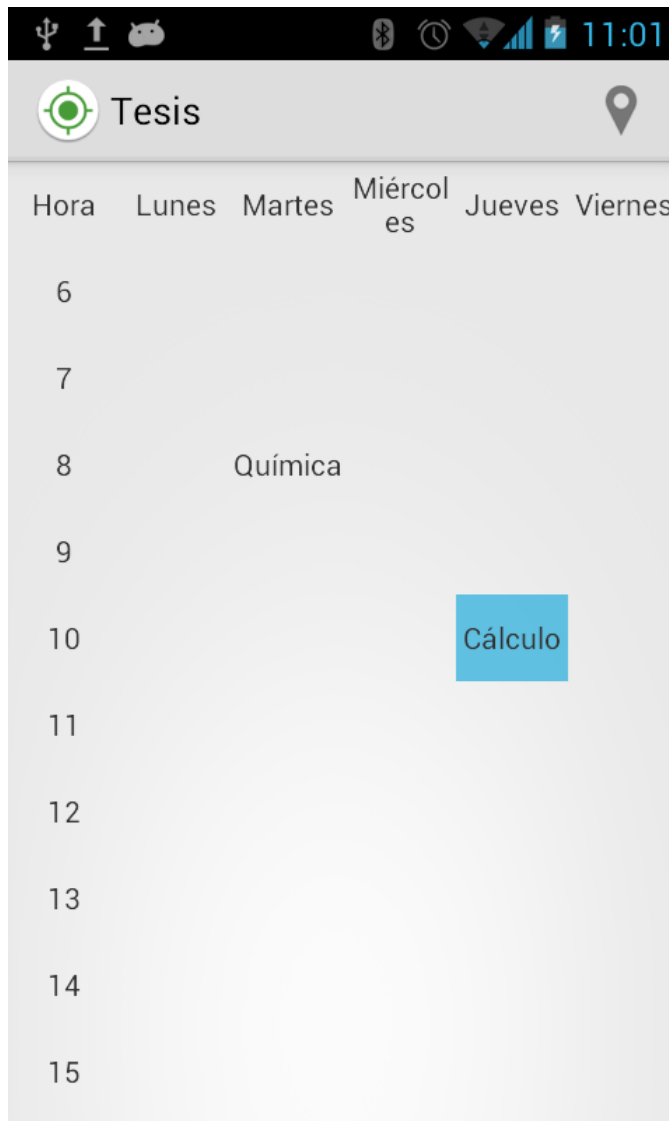 11:01
Tesis
Hora Lunes Martes Miércol
es Jueves Viernes
6
7
8 Química
9
10 Cálculo
11
12
13
14
15